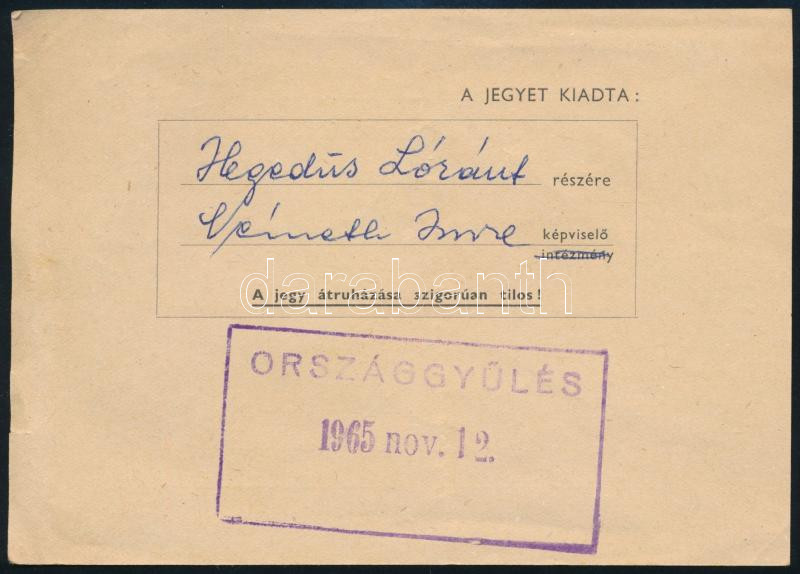 A JEGYET KIADTA:
Hegedűs Lóránt részére
Németh Imre képviselő
intézmény
darabanth
A jegy átruházása szigorúan tilos!
ORSZÁGGYŰLÉS
1965 nov. 12.